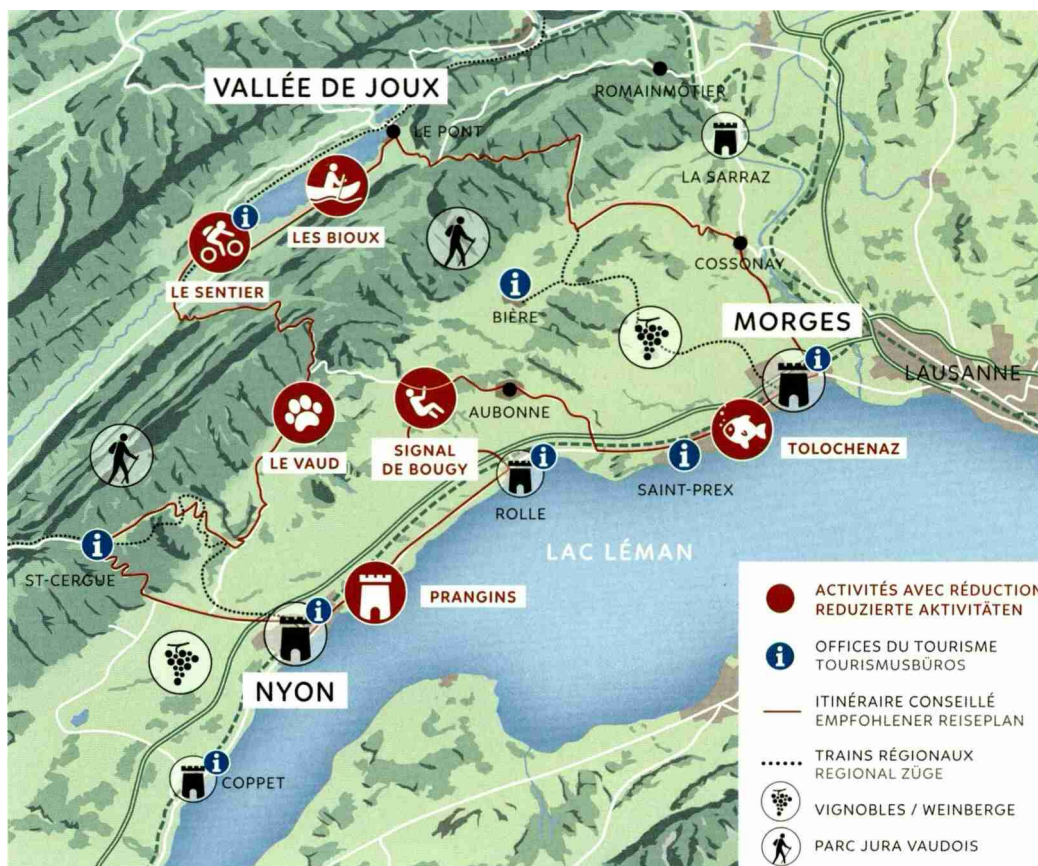 VALLÉE DE JOUX
ROMAINMÔTIER
LE PONT
LA SARRAZ
LES BIOUX
LE SENTIER
COSSONAY
BIÈRE
MORGES
LAUSANNE
AUBONNE
LE VAUD
SIGNAL
DE BOUGY
TOLOCHENAZ
SAINT-PREX
ROLLE
LAC LÉMAN
ST-CERGUE
PRANGINS
NYON
COPPET
ACTIVITÉS AVEC RÉDUCTION
REDUZIERTE AKTIVITÄTEN
OFFICES DU TOURISME
TOURISMUSBÜROS
ITINÉRAIRE CONSEILLÉ
EMPFOHLENER REISEPLAN
TRAINS RÉGIONAUX
REGIONAL ZÜGE
VIGNOBLES / WEINBERGE
PARC JURA VAUDOIS